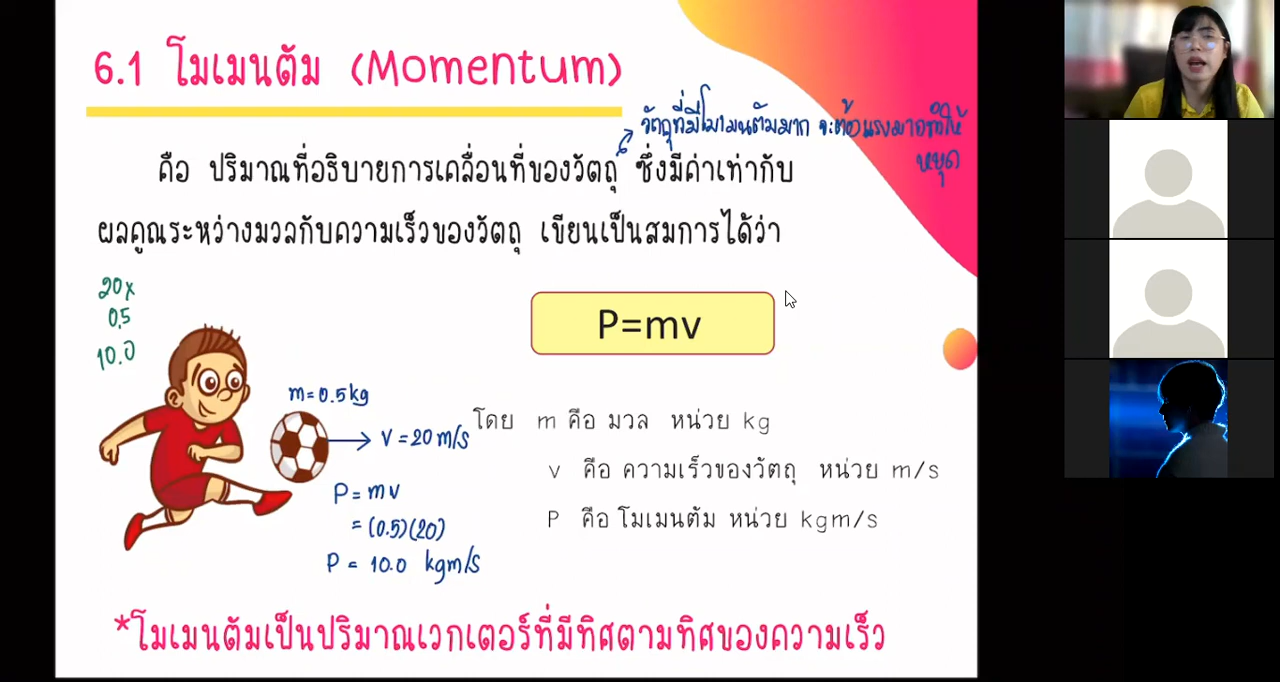 6.1 โมเมนตัม (Momentum)
วัตถุที่มีโมเมนตัมมาก จะต้องแรงมากทำให้
หยุด
คือ ปริมาณที่อธิบายการเคลื่อนที่ของวัตถุ ซึ่งมีค่าเท่ากับ
ผลคูณระหว่างมวลกับความเร็วของวัตถุ เขียนเป็นสมการได้ว่า
20x
0.5
10.0
P=mv
m=0.5kg
v=20m/s
P=mv
=(0.5)(20)
P = 10.0 kgm/s
โดย m คือ มวล หน่วย kg
v คือ ความเร็วของวัตถุ หน่วย m/s
P คือ โมเมนตัม หน่วย kgm/s
*โมเมนตัมเป็นปริมาณเวกเตอร์ที่มีทิศตามทิศของความเร็ว